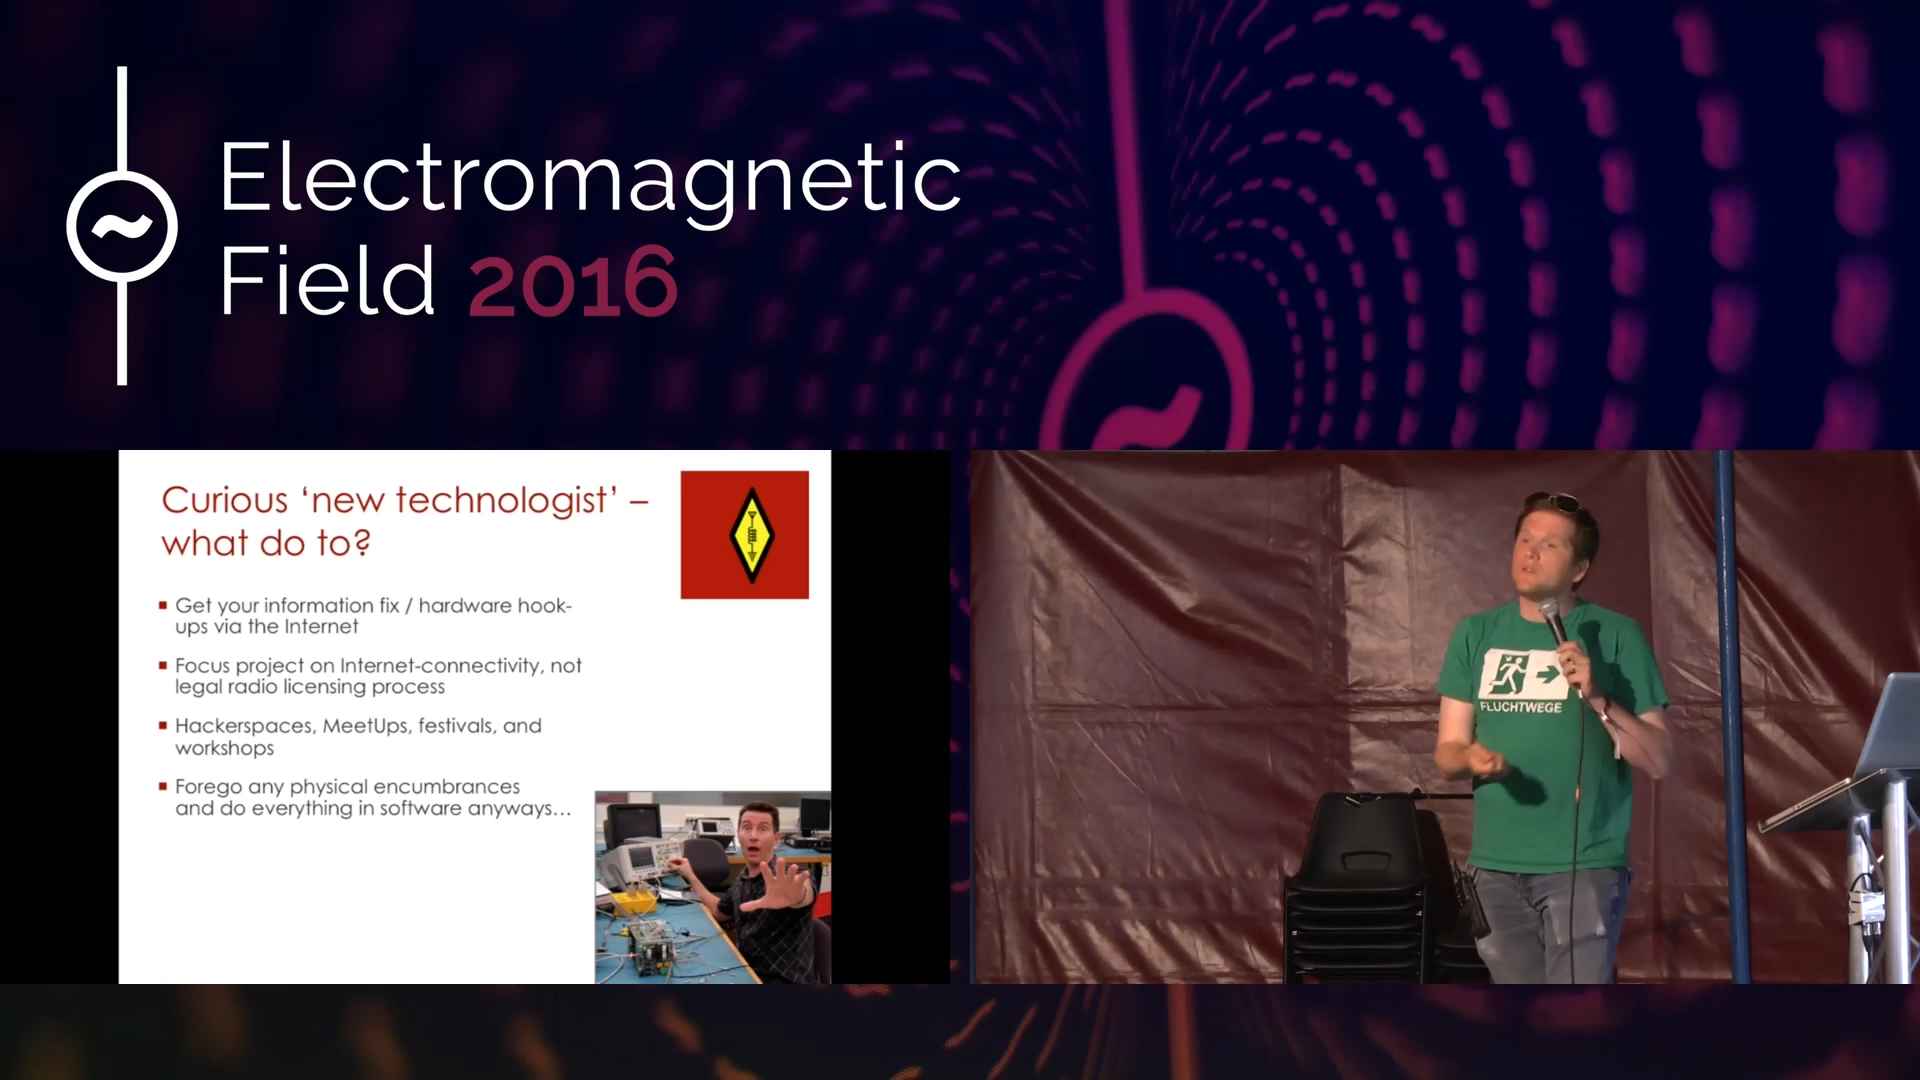 Electromagnetic
Field 2016
Curious ‘new technologist’ –
what do to?
Get your information fix / hardware hook-
ups via the Internet
Focus project on Internet-connectivity, not
legal radio licensing process
Hackerspaces, MeetUps, festivals, and
workshops
Forego any physical encumbrances
and do everything in software anyways…
FLUCHTWEGE